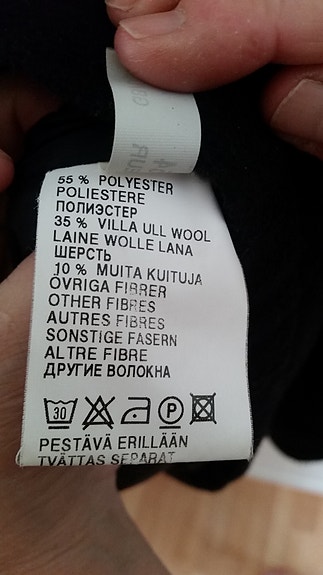 55 % POLYESTER
POLIESTERE
ПОЛИЭСТЕР
35 % VILLA ULL WOOL
LAINE WOLLE LANA
ШЕРСТЬ
10 % MUITA KUITUJA
ÖVRIGA FIBRER
OTHER FIBRES
AUTRES FIBRES
SONSTIGE FASERN
ALTRE FIBRE
ДРУГИЕ ВОЛОКНА
30 P
PESTÄVÄ ERILLÄÄN
TVÄTTAS SEPARAT